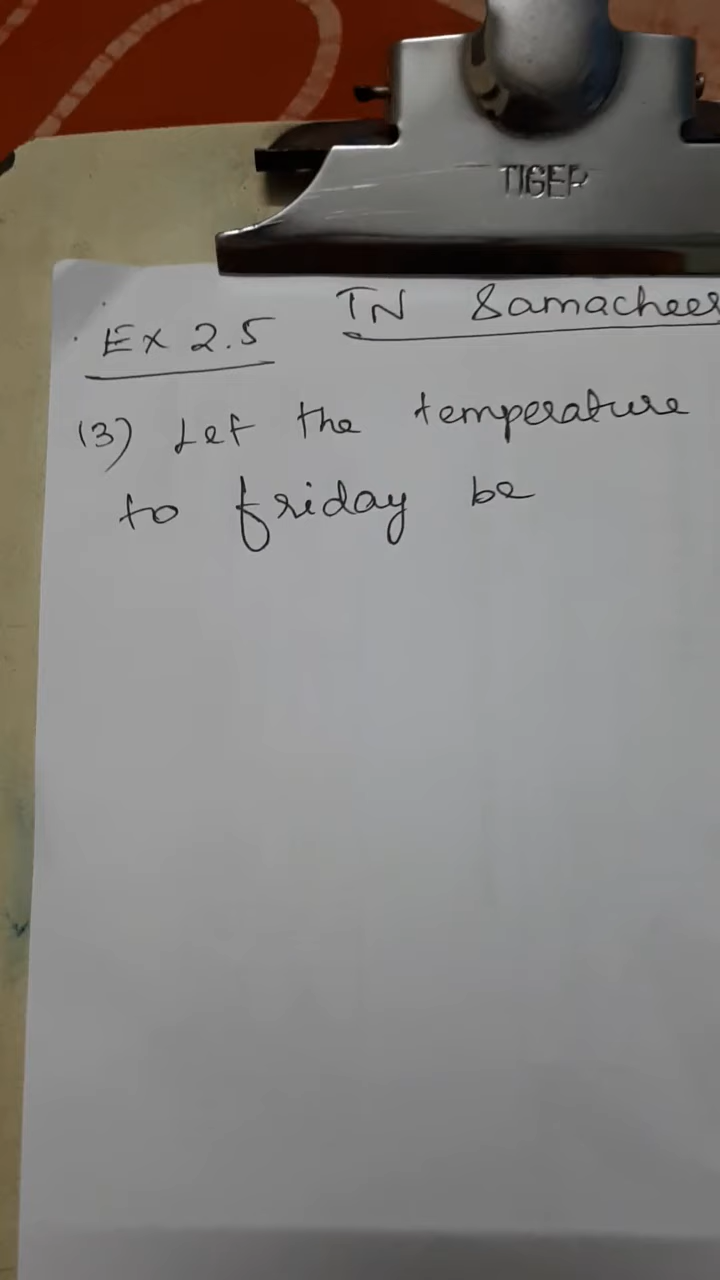 TIGER
Ex 2.5 TN Samacheer
(3) Let the temperature
to friday be